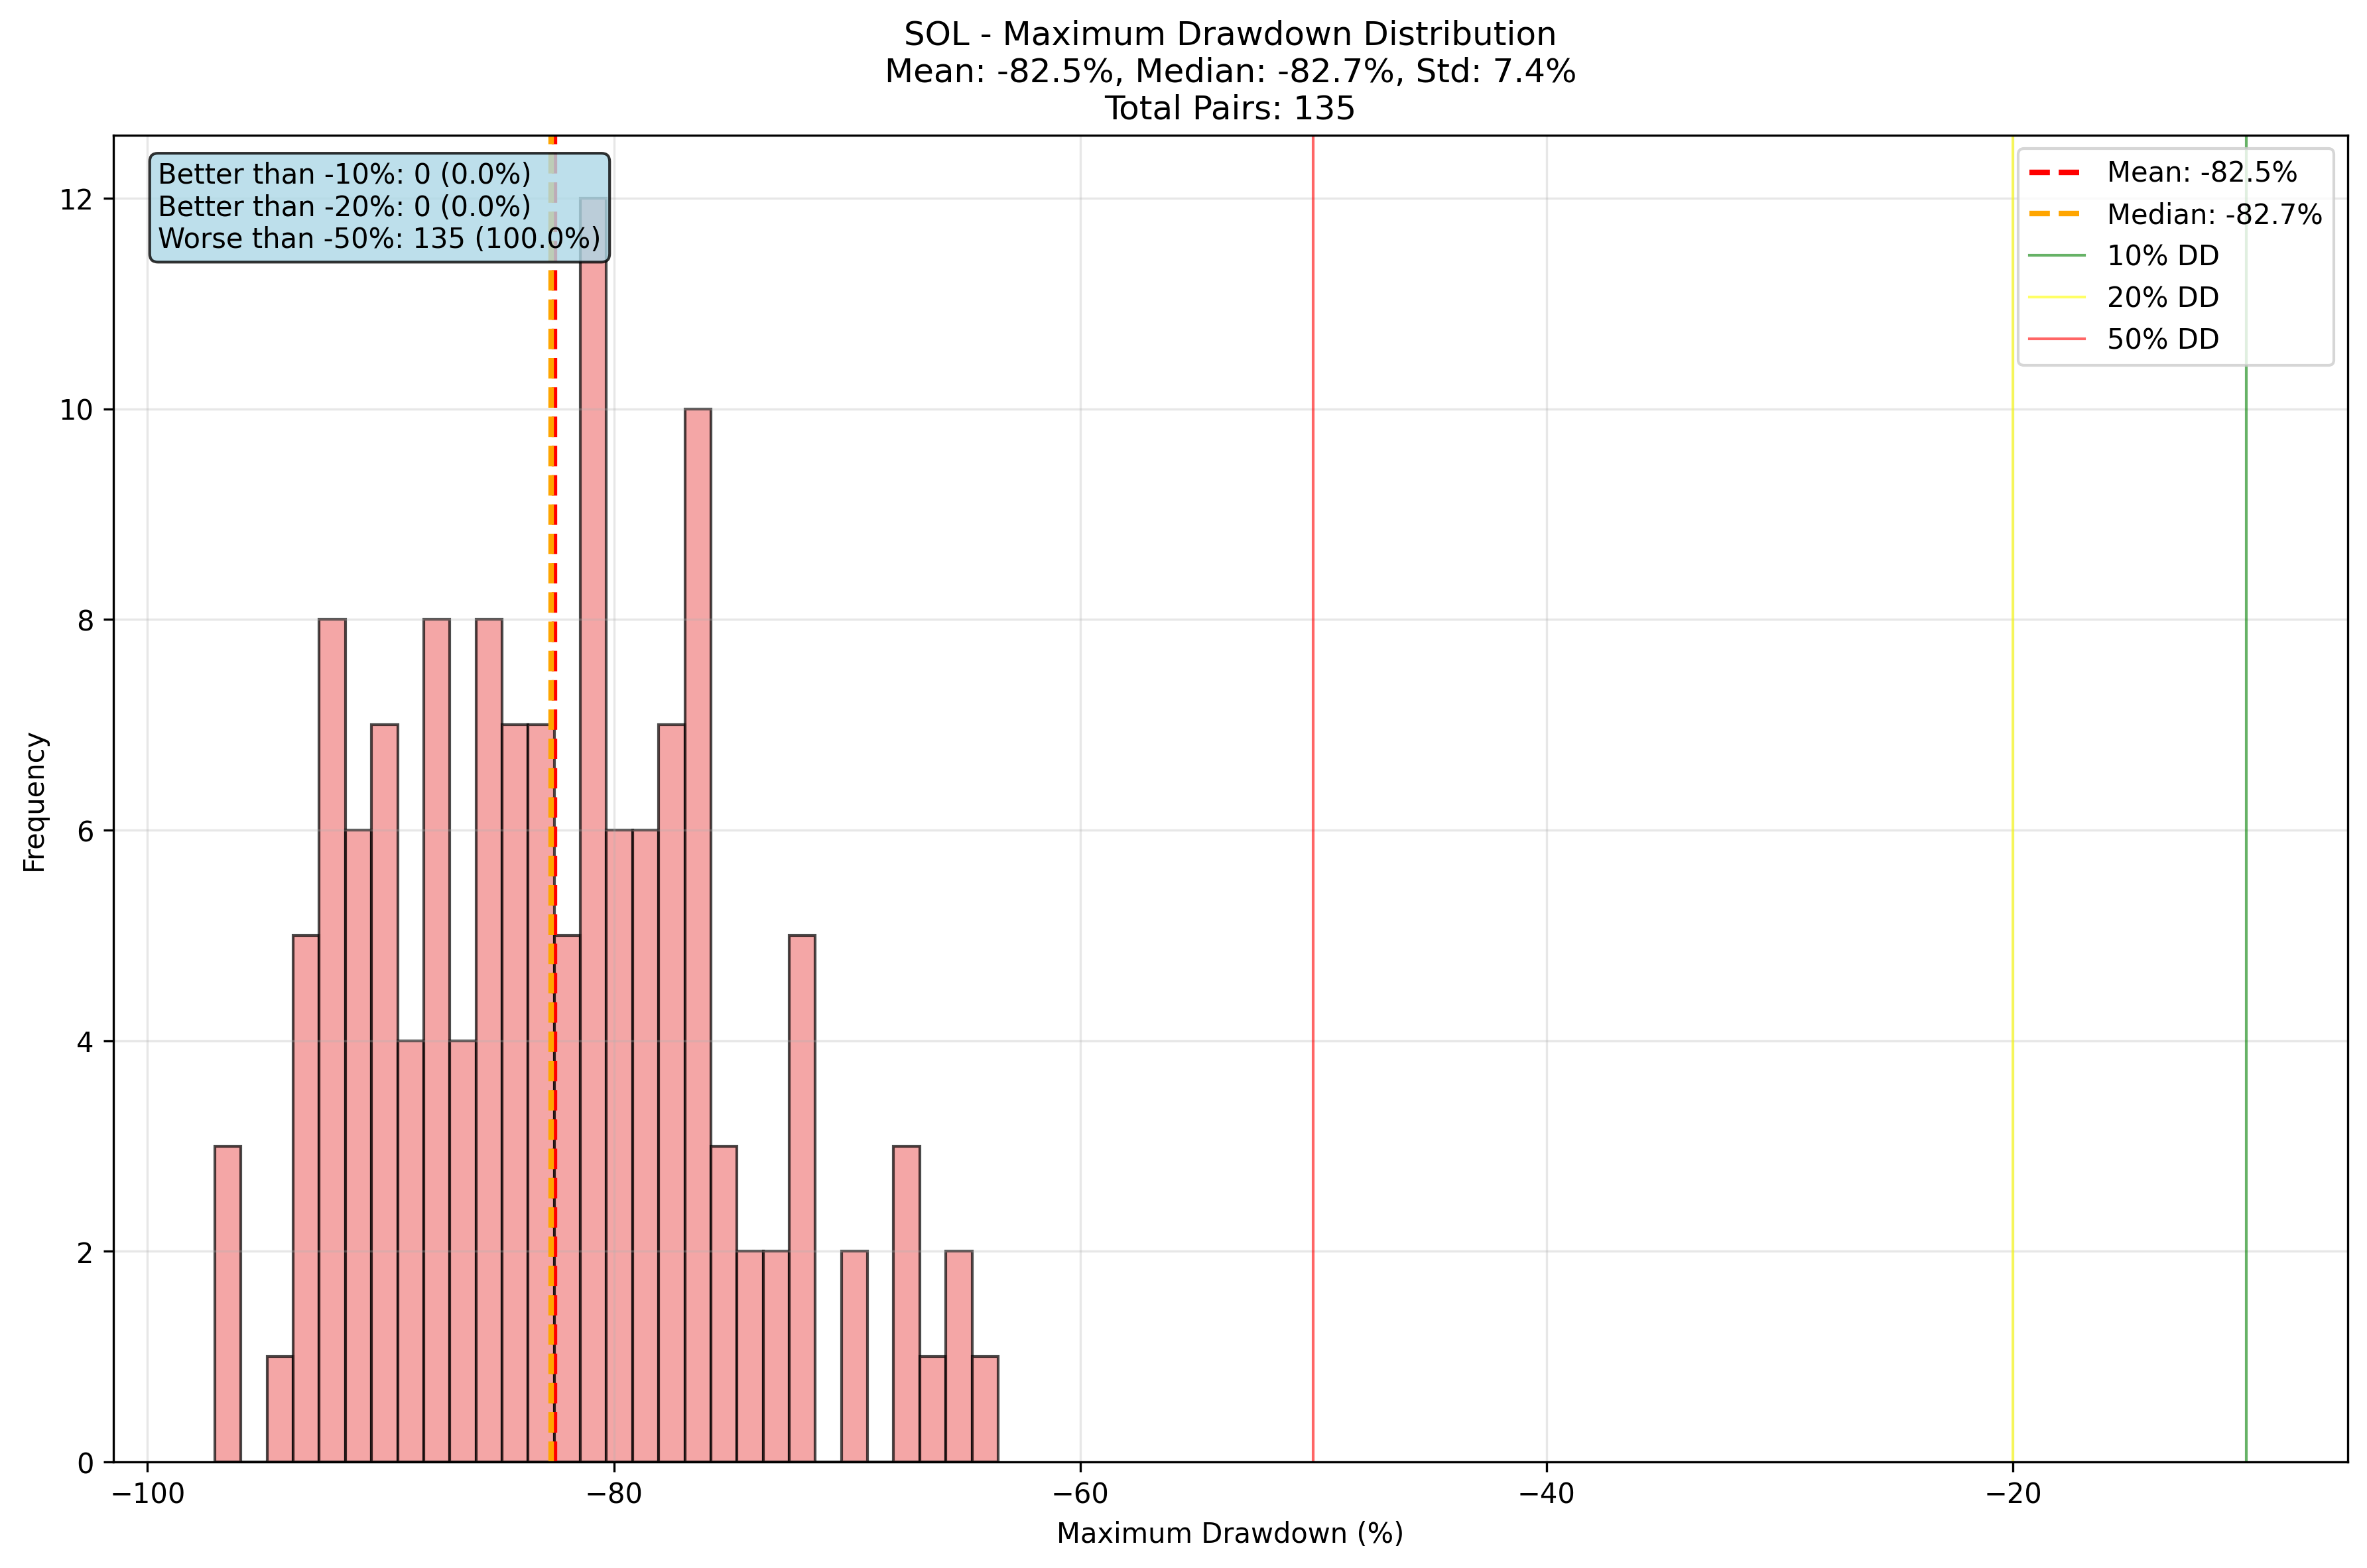 SOL - Maximum Drawdown Distribution
Mean: -82.5%, Median: -82.7%, Std: 7.4%
Total Pairs: 135
Better than -10%: 0 (0.0%)
Better than -20%: 0 (0.0%)
Worse than -50%: 135 (100.0%)
Mean: -82.5%
Median: -82.7%
10% DD
20% DD
50% DD
Frequency
12
10
8
6
4
2
0
−100
−80
−60
−40
−20
Maximum Drawdown (%)